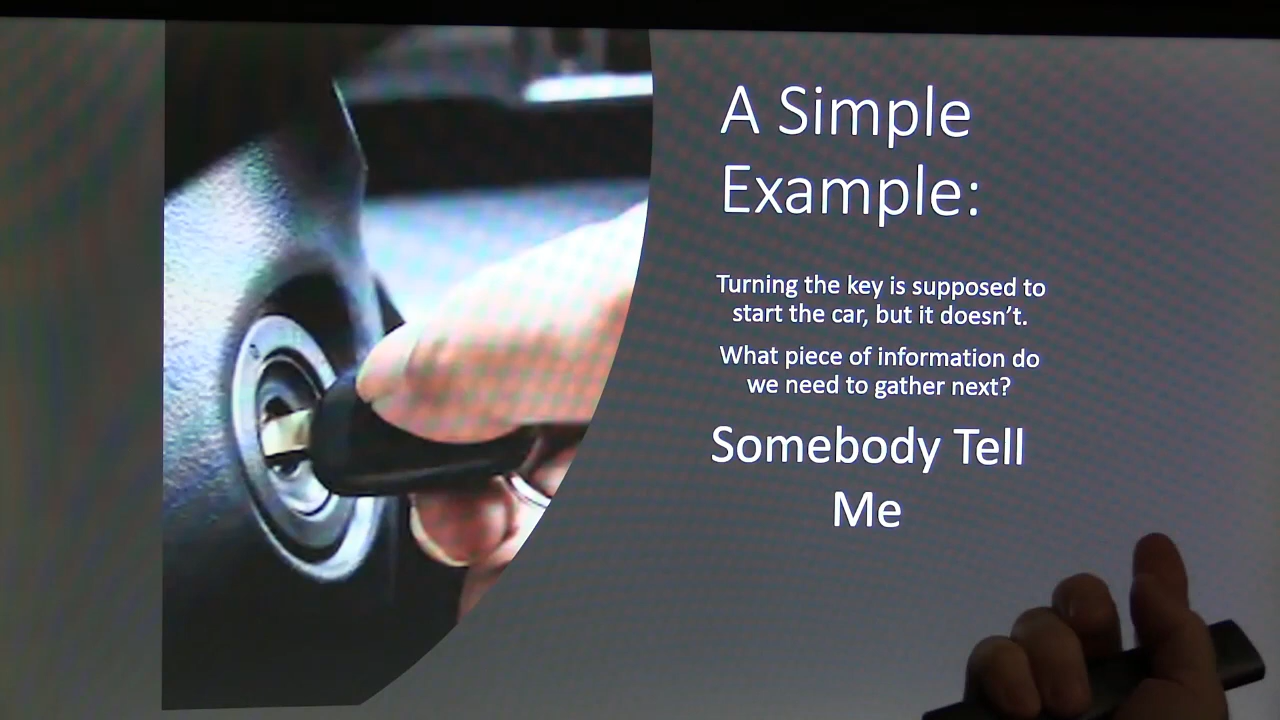 A Simple
Example:
Turning the key is supposed to
start the car, but it doesn't.
What piece of information do
we need to gather next?
Somebody Tell
Me